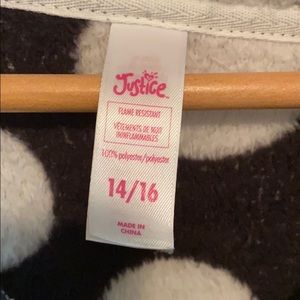 Justice
FLAME RESISTANT
VÊTEMENTS DE NUIT
ININFLAMMABLES
100% polyester/polyester
14/16
MADE IN
CHINA